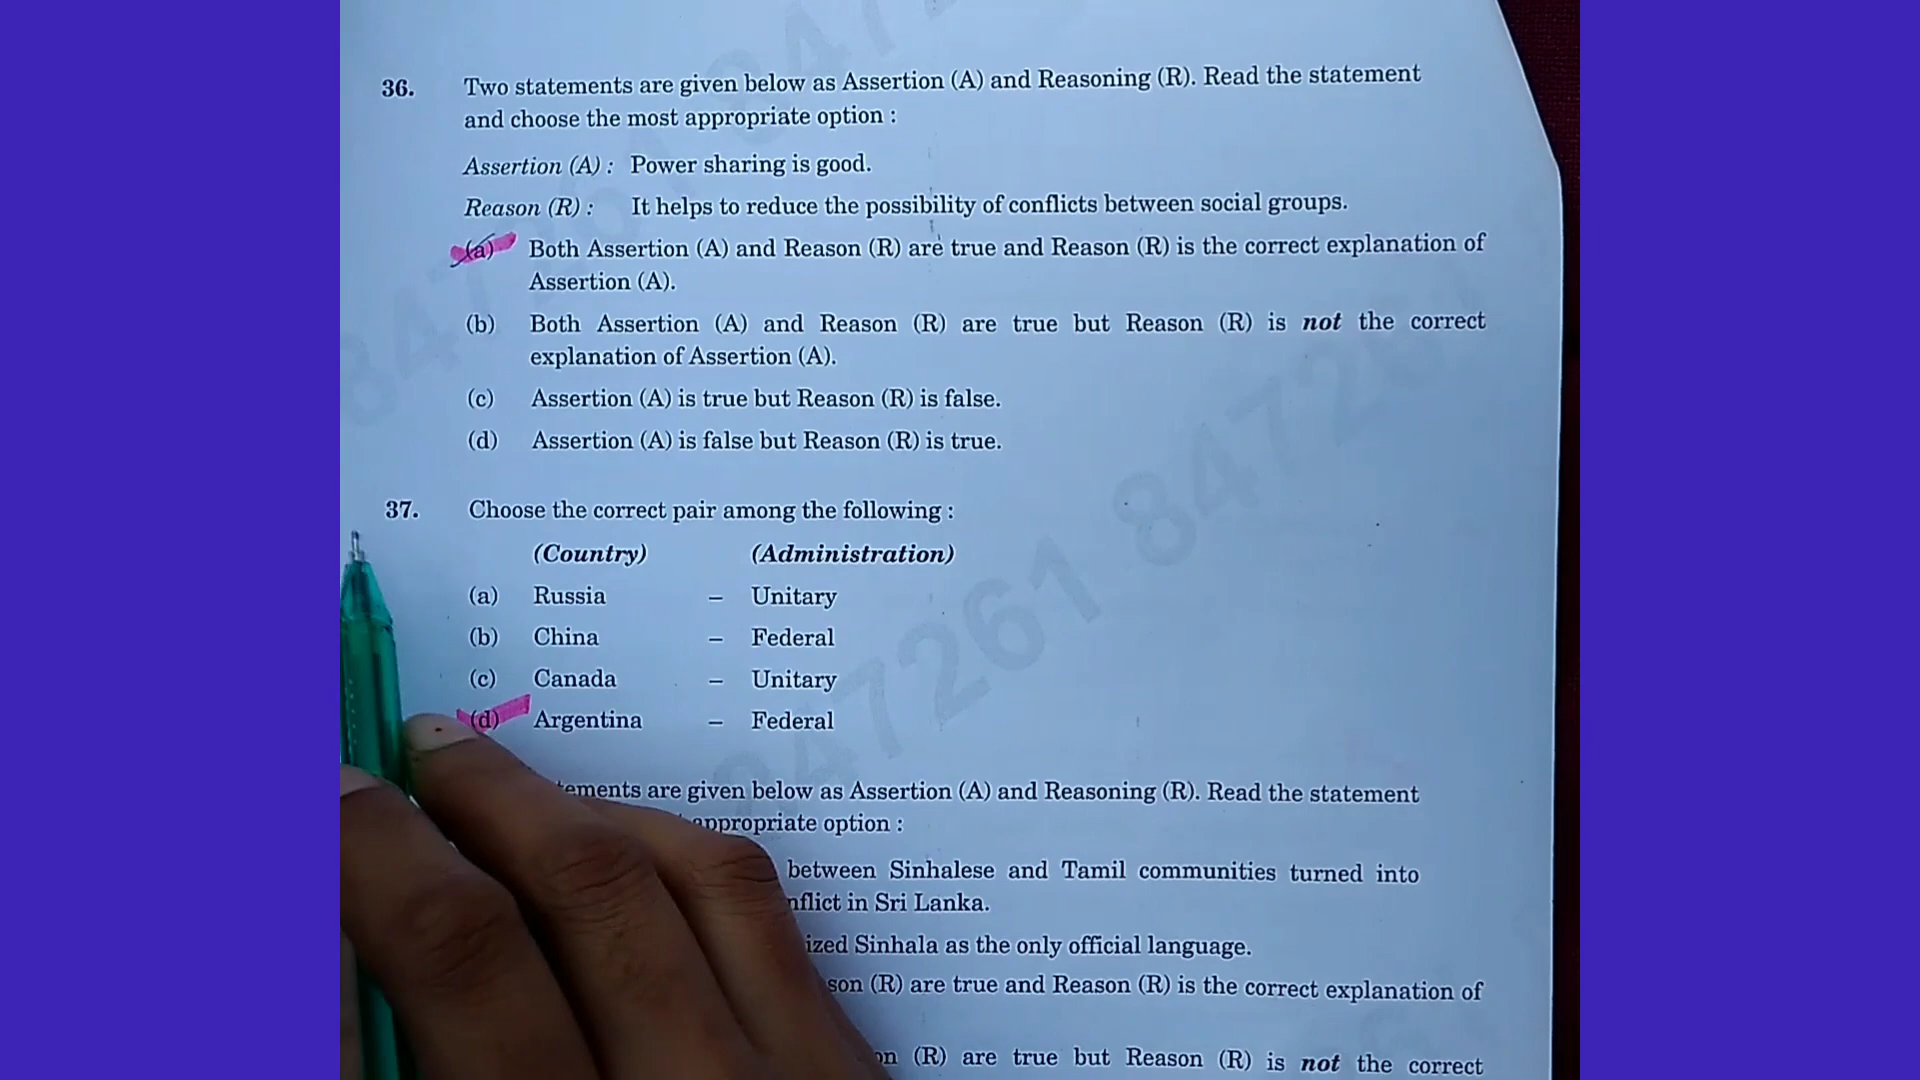 36. Two statements are given below as Assertion (A) and Reasoning (R). Read the statement
and choose the most appropriate option :
Assertion (A) : Power sharing is good.
Reason (R) : It helps to reduce the possibility of conflicts between social groups.
(a) Both Assertion (A) and Reason (R) are true and Reason (R) is the correct explanation of
Assertion (A).
(b) Both Assertion (A) and Reason (R) are true but Reason (R) is not the correct
explanation of Assertion (A).
(c) Assertion (A) is true but Reason (R) is false.
(d) Assertion (A) is false but Reason (R) is true.
37. Choose the correct pair among the following :
(Country) (Administration)
(a) Russia – Unitary
(b) China – Federal
(c) Canada – Unitary
(d) Argentina – Federal
are given below as Assertion (A) and Reasoning (R). Read the statement
appropriate option :
between Sinhalese and Tamil communities turned into
in Sri Lanka.
Sinhala as the only official language.
(R) are true and Reason (R) is the correct explanation of
(R) are true but Reason (R) is not the correct
847261 847261